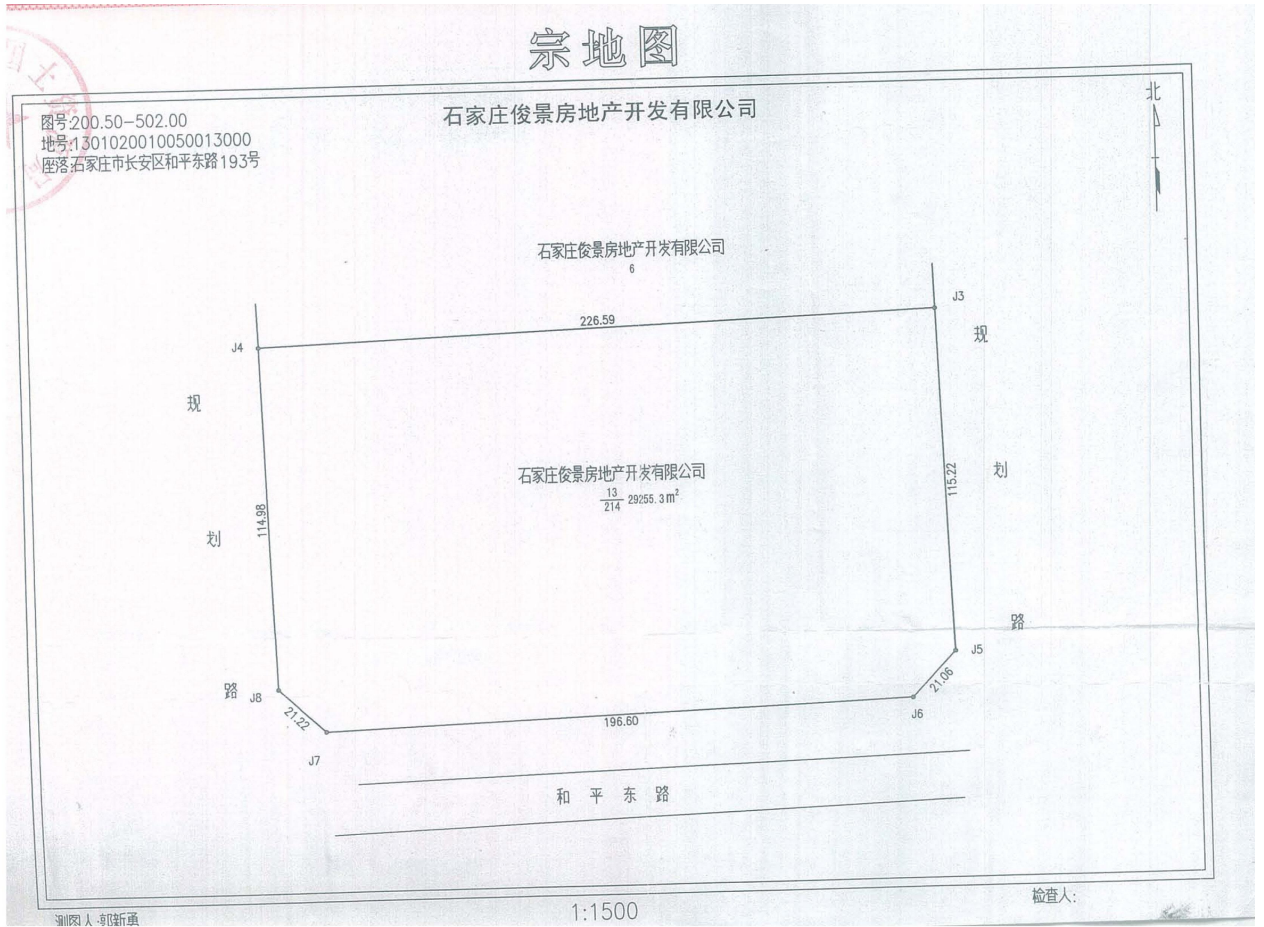 宗地图
石家庄俊景房地产开发有限公司
北
图号:200.50-502.00
地号:1301020010050013000
座落:石家庄市长安区和平东路193号
石家庄俊景房地产开发有限公司
6
J3
226.59
J4
规
规
石家庄俊景房地产开发有限公司
13
214
29255.3m²
115.22
划
114.98
划
路
J5
21.06
路
J8
21.22
J6
196.60
J7
和平东路
检查人:
1:1500
测图人:郭新勇